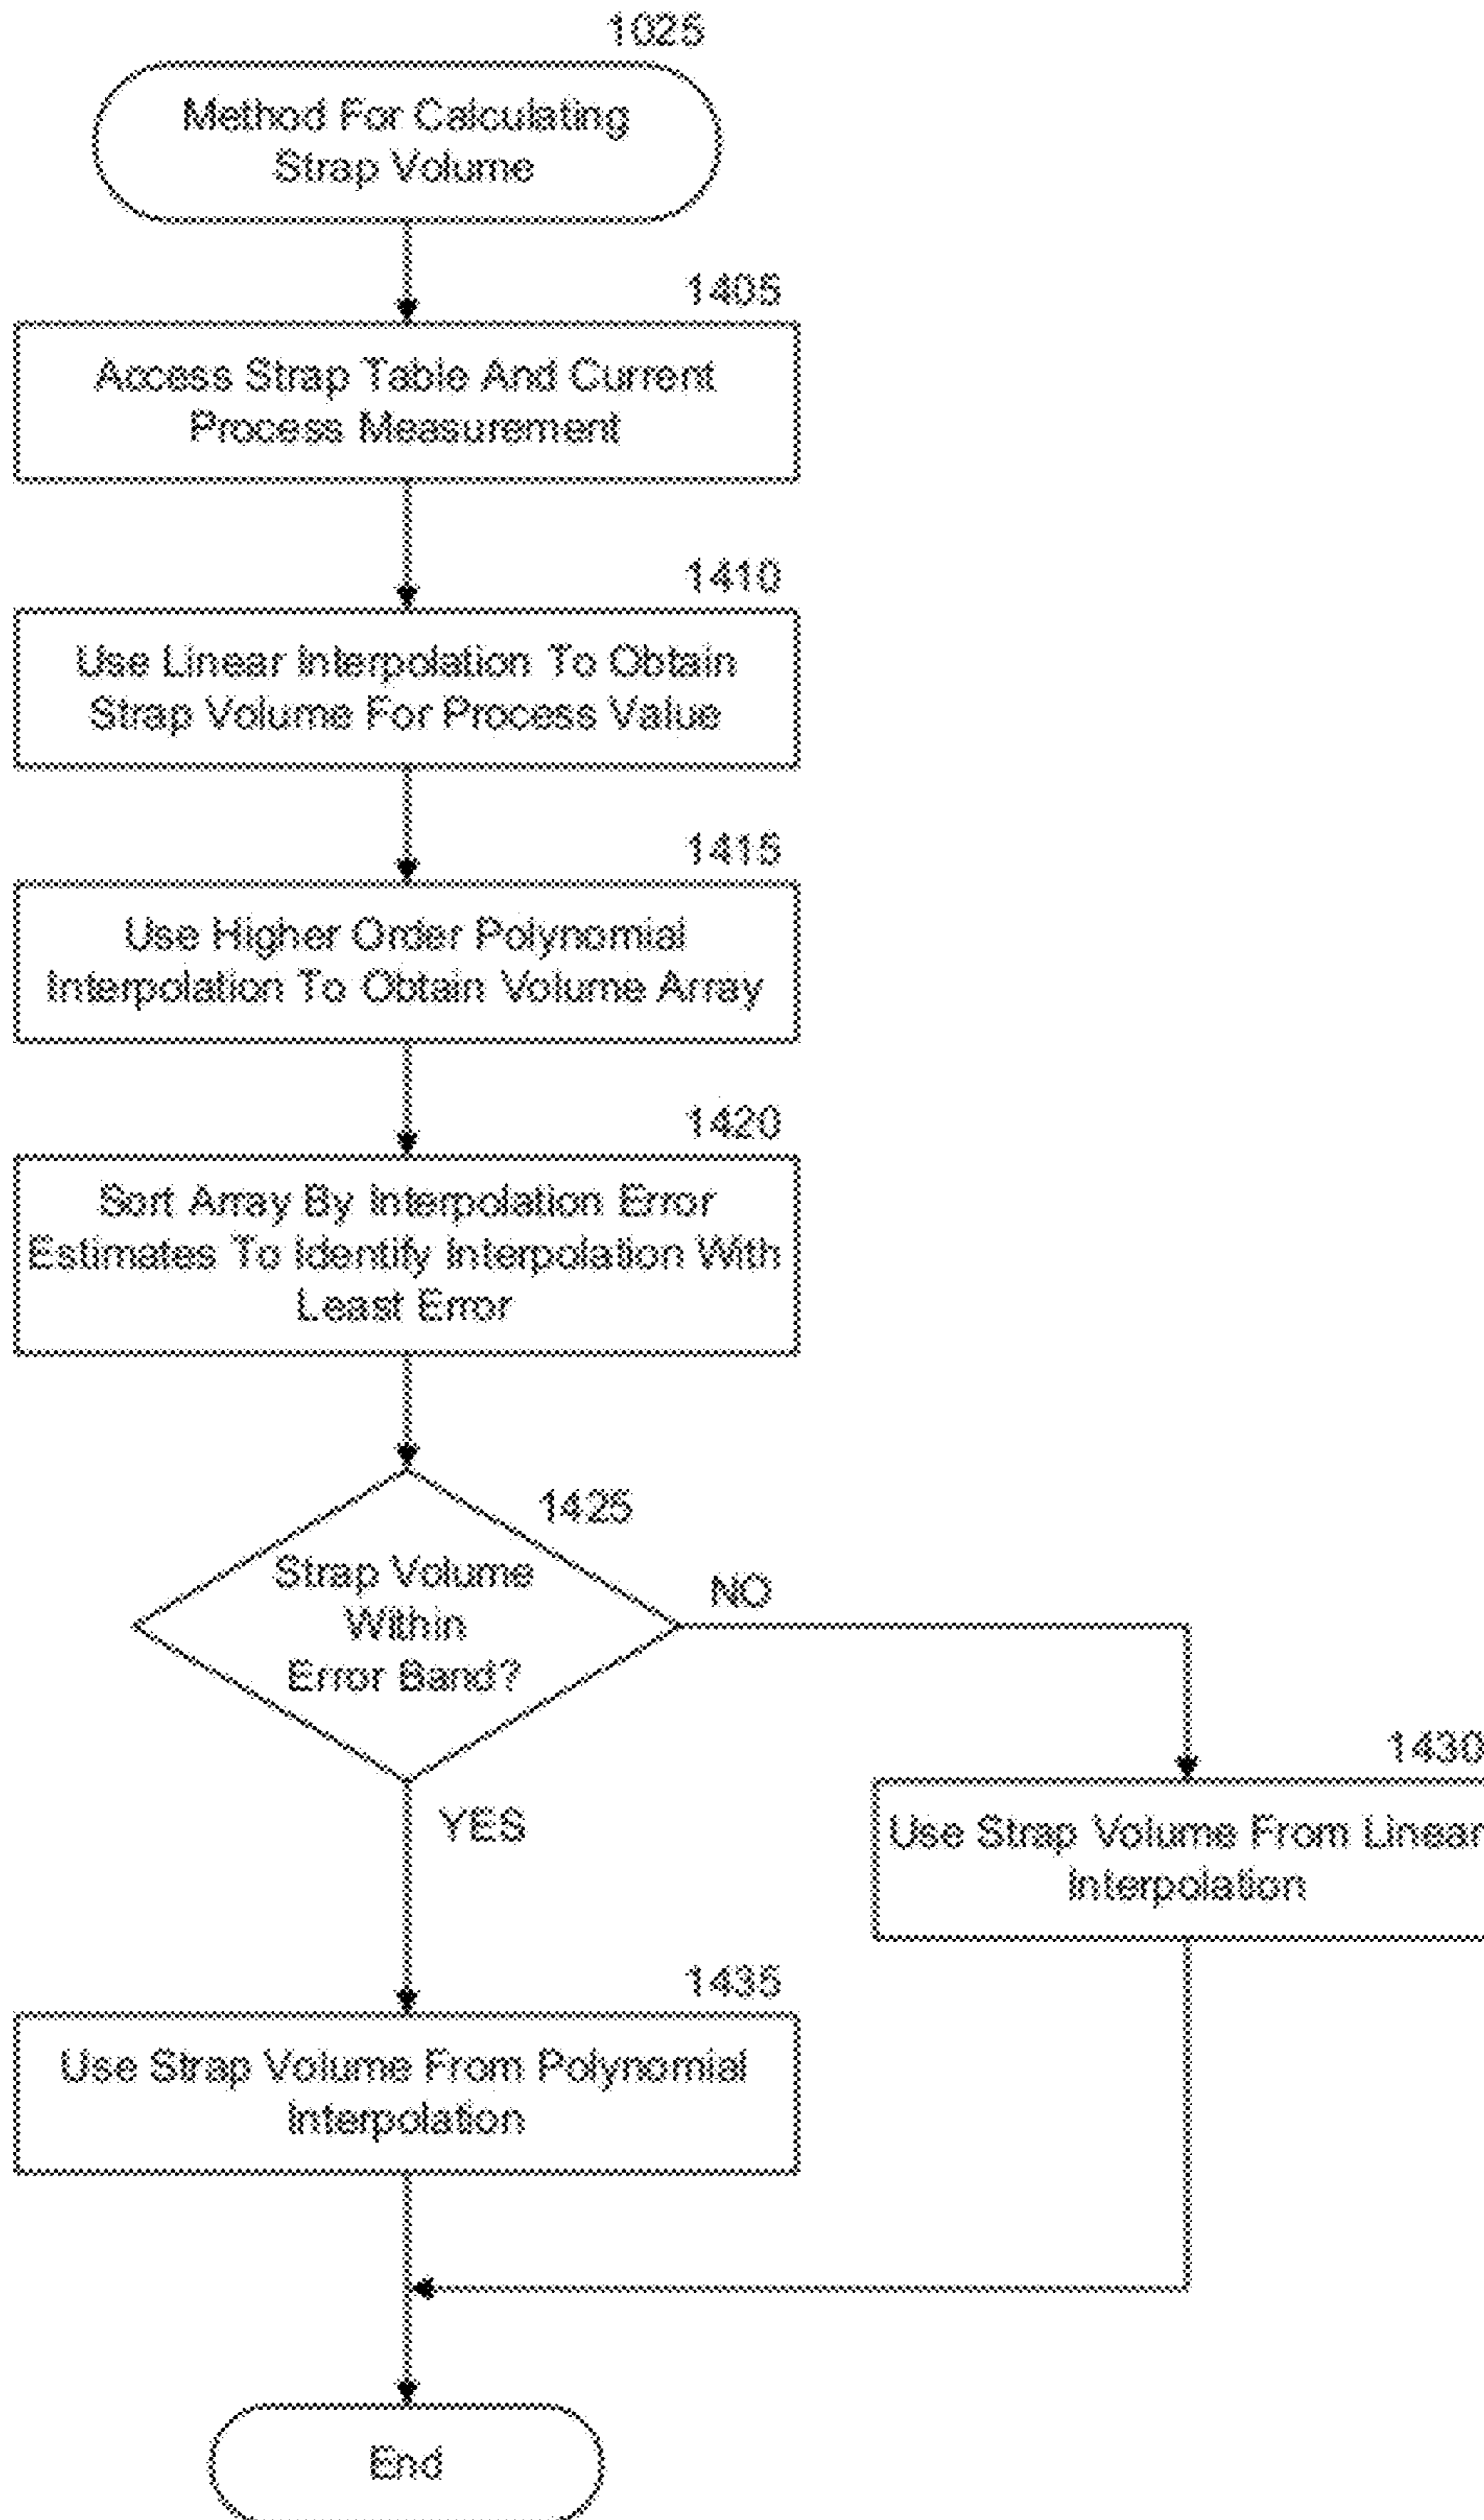 1025
Method For Calculating
Strap Volume
1405
Access Strap Table And Current
Process Measurement
1410
Use Linear Interpolation To Obtain
Strap Volume For Process Value
1415
Use Higher Order Polynomial
Interpolation To Obtain Volume Array
1420
Sort Array By Interpolation Error
Estimates To Identify Interpolation With
Least Error
1425
Strap Volume
Within
Error Band?
NO
YES
1430
Use Strap Volume From Linear
Interpolation
1435
Use Strap Volume From Polynomial
Interpolation
End